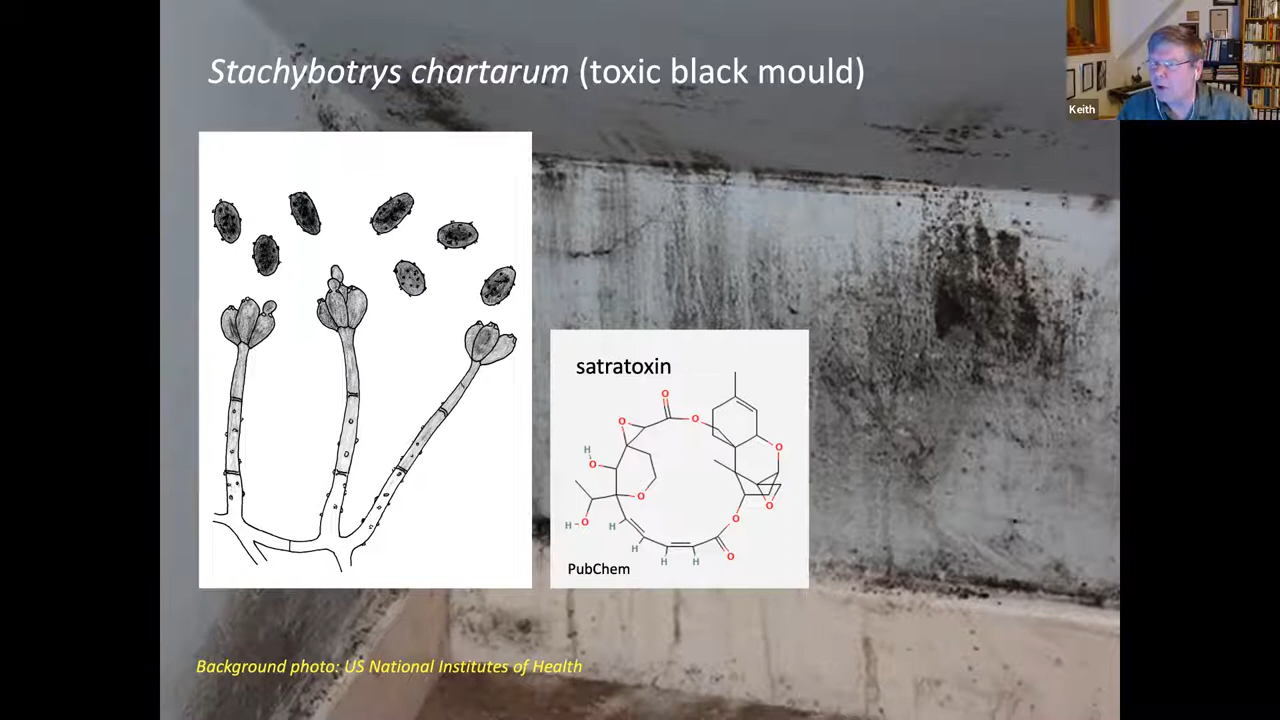 Stachybotrys chartarum (toxic black mould)
Keith
satratoxin
O
O
O
H
O
O
O
H-O
H
H
H
H
O
O
O
PubChem
Background photo: US National Institutes of Health